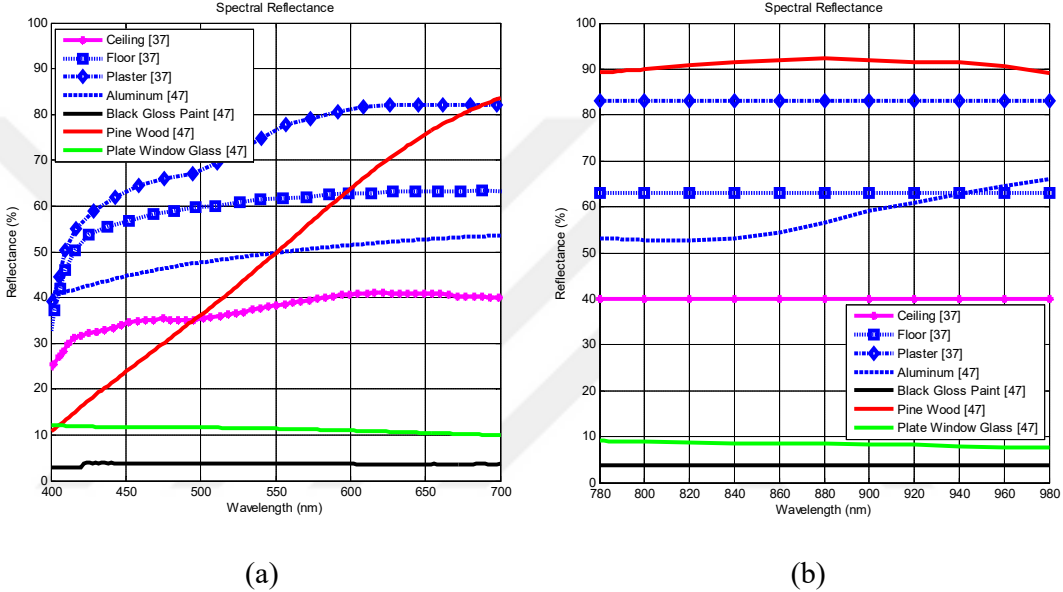 Spectral Reflectance
100
90
80
70
60
50
40
30
20
10
0
Reflectance (%)
Ceiling [37]
Floor [37]
Plaster [37]
Aluminum [47]
Black Gloss Paint [47]
Pine Wood [47]
Plate Window Glass [47]
400 450 500 550 600 650 700
Wavelength (nm)
(a)
Spectral Reflectance
100
90
80
70
60
50
40
30
20
10
0
Reflectance (%)
Ceiling [37]
Floor [37]
Plaster [37]
Aluminum [47]
Black Gloss Paint [47]
Pine Wood [47]
Plate Window Glass [47]
780 800 820 840 860 880 900 920 940 960 980
Wavelength (nm)
(b)